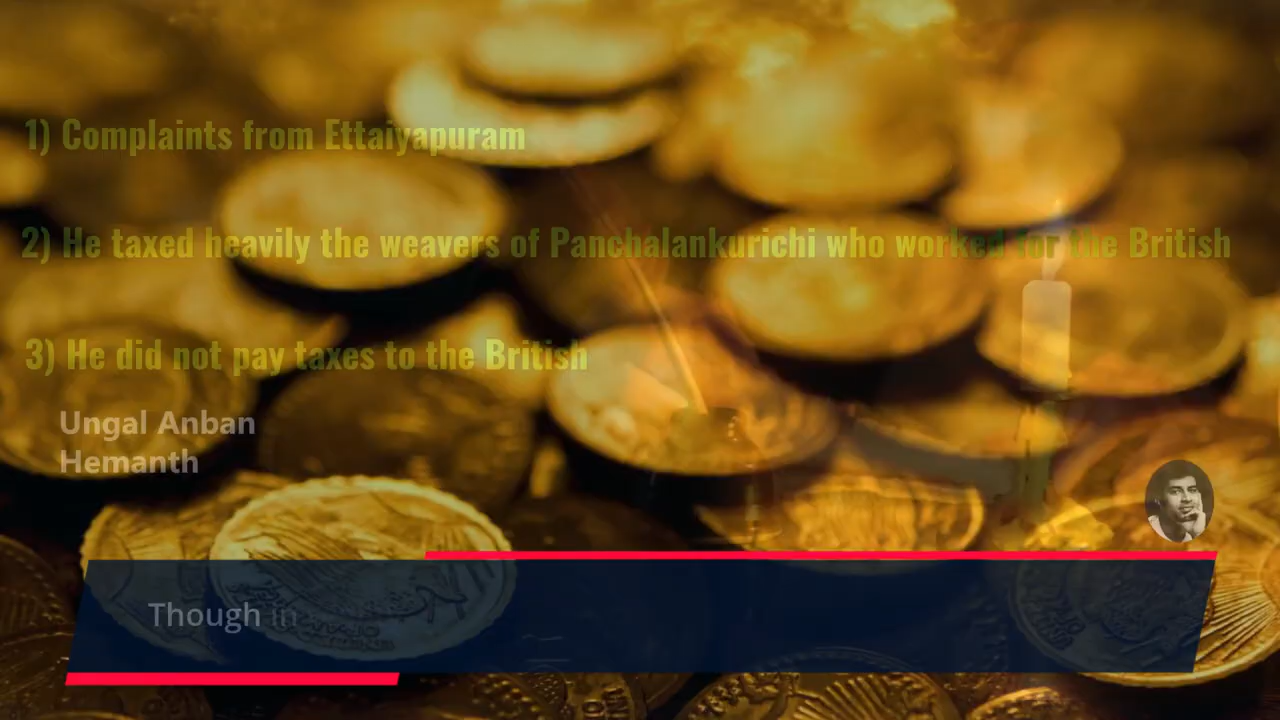 1) Complaints from Ettaiyapuram
2) He taxed heavily the weavers of Panchalankurichi who worked for the British
3) He did not pay taxes to the British
Ungal Anban
Hemanth
Though in